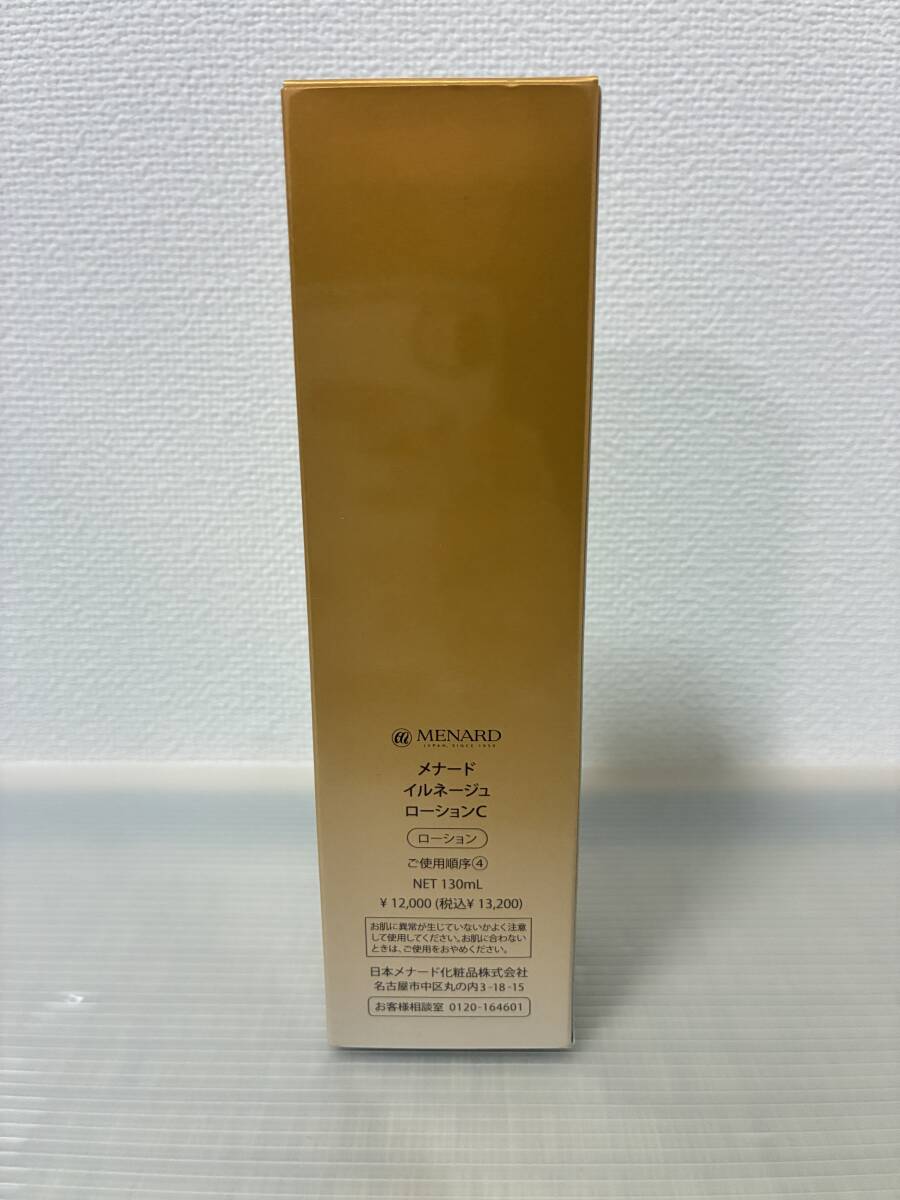 MENARD
JAPAN, SINCE 1959
メナード
イルネージュ
ローションC
ローション
ご使用順序④
NET 130mL
¥ 12,000 (税込¥ 13,200)
お肌に異常が生じていないかよく注意
して使用してください。お肌に合わない
ときは、ご使用をおやめください。
日本メナード化粧品株式会社
名古屋市中区丸の内3-18-15
お客様相談室 0120-164601